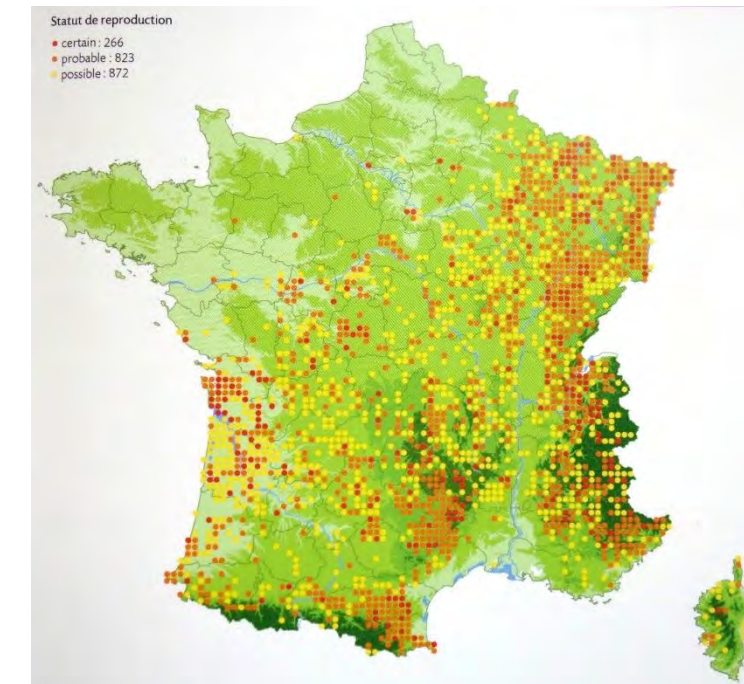 Statut de reproduction
certain : 266
probable : 823
possible : 872